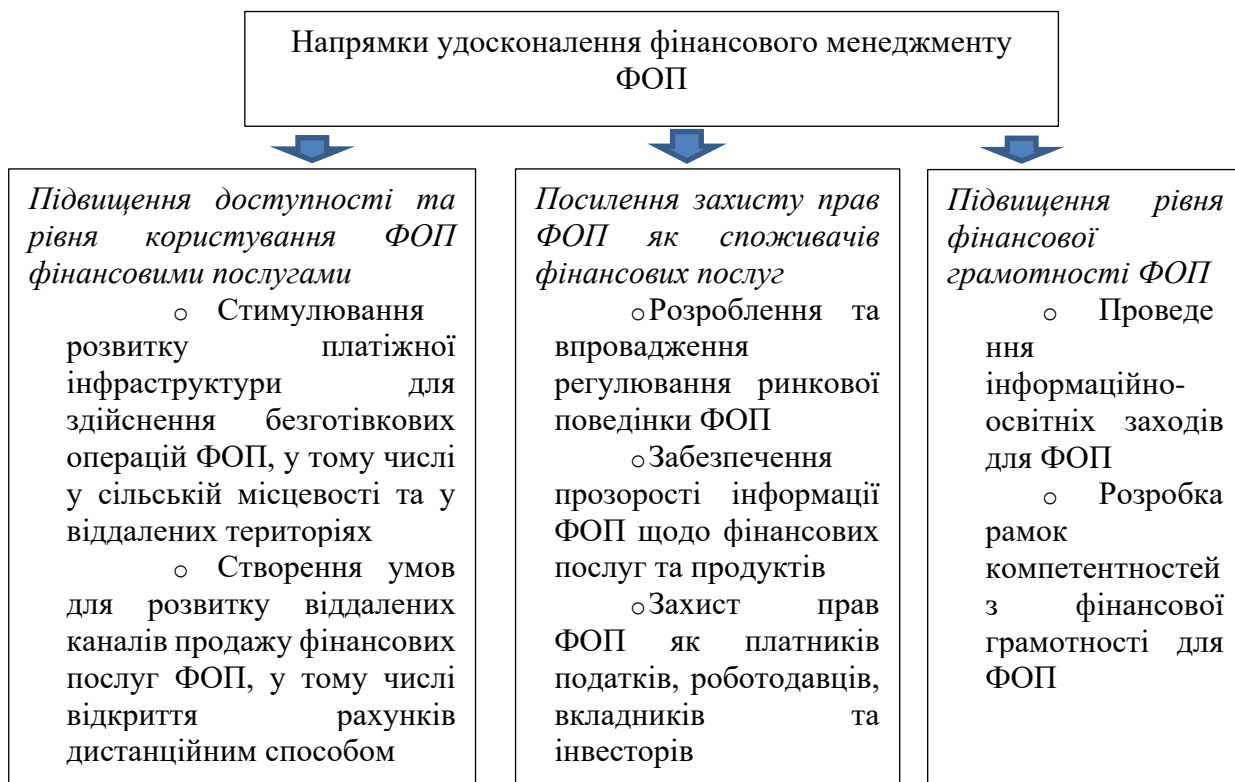 Напрямки удосконалення фінансового менеджменту
ФОП
Підвищення доступності та
рівня користування ФОП
фінансовими послугами
o Стимулювання
розвитку платіжної
інфраструктури для
здійснення безготівкових
операцій ФОП, у тому числі
у сільській місцевості та у
віддалених територіях
o Створення умов
для розвитку віддалених
каналів продажу фінансових
послуг ФОП, у тому числі
відкриття рахунків
дистанційним способом
Посилення захисту прав
ФОП як споживачів
фінансових послуг
o Розроблення та
впровадження
регулювання ринкової
поведінки ФОП
o Забезпечення
прозорості інформації
ФОП щодо фінансових
послуг та продуктів
o Захист прав
ФОП як платників
податків, роботодавців,
вкладників та
інвесторів
Підвищення рівня
фінансової
грамотності ФОП
o Проведе
ння
інформаційно-
освітніх заходів
для ФОП
o Розробка
рамок
компетентностей
з фінансової
грамотності для
ФОП